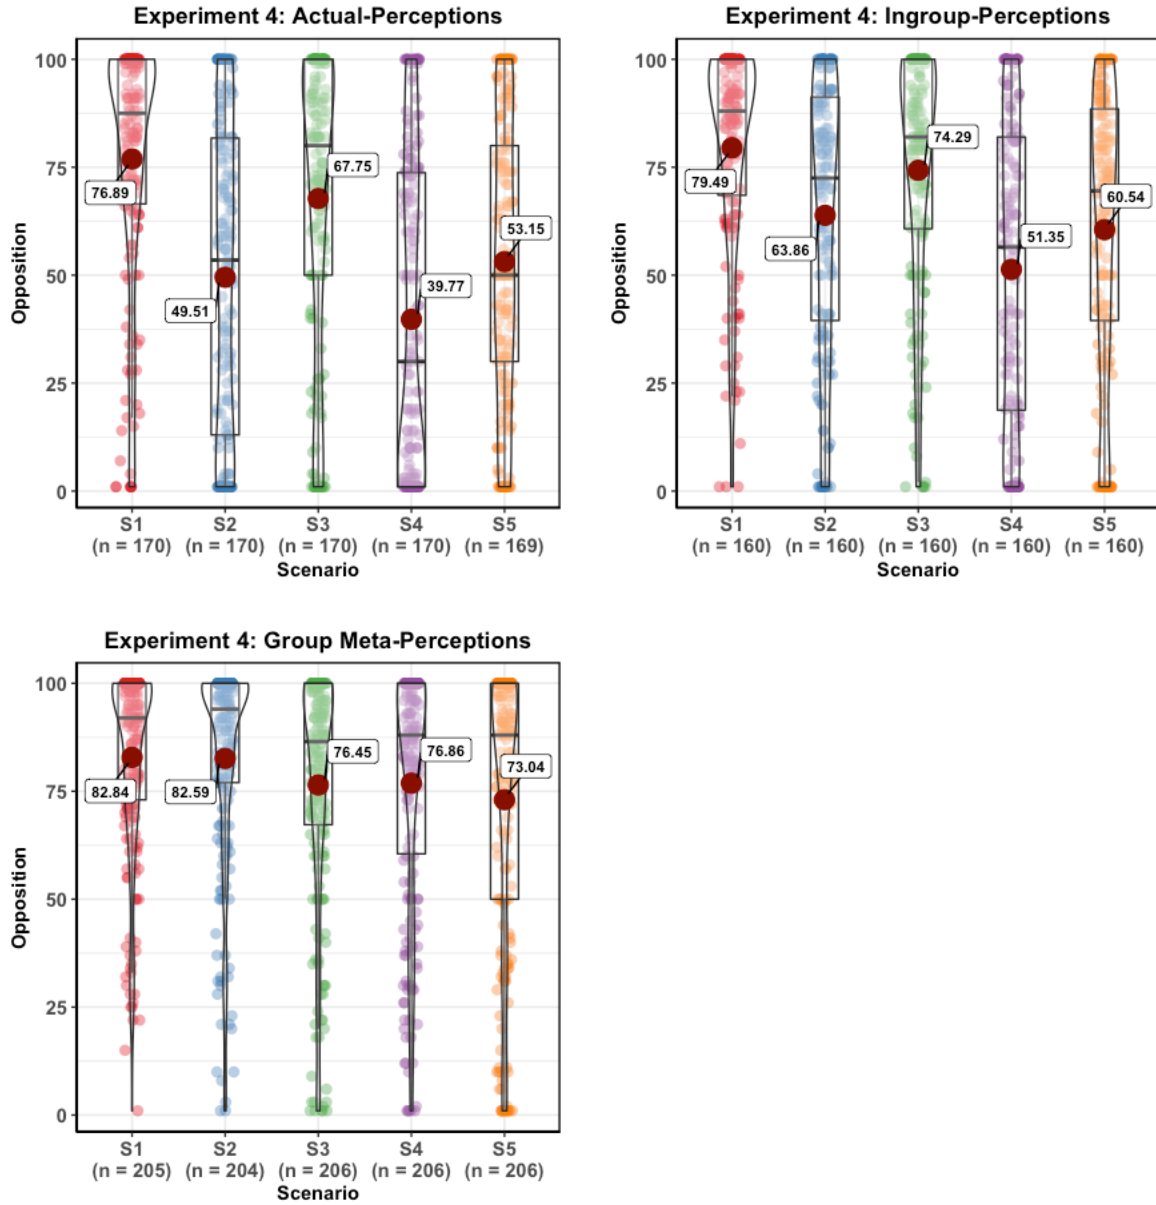 Experiment 4: Actual-Perceptions
Opposition
100
75
50
25
0
76.89
49.51
67.75
39.77
53.15
S1 S2 S3 S4 S5
(n = 170) (n = 170) (n = 170) (n = 170) (n = 169)
Scenario
Experiment 4: Ingroup-Perceptions
Opposition
100
75
50
25
0
79.49
63.86
74.29
51.35
60.54
S1 S2 S3 S4 S5
(n = 160) (n = 160) (n = 160) (n = 160) (n = 160)
Scenario
Experiment 4: Group Meta-Perceptions
Opposition
100
75
50
25
0
82.84
82.59
76.45
76.86
73.04
S1 S2 S3 S4 S5
(n = 205) (n = 204) (n = 206) (n = 206) (n = 206)
Scenario